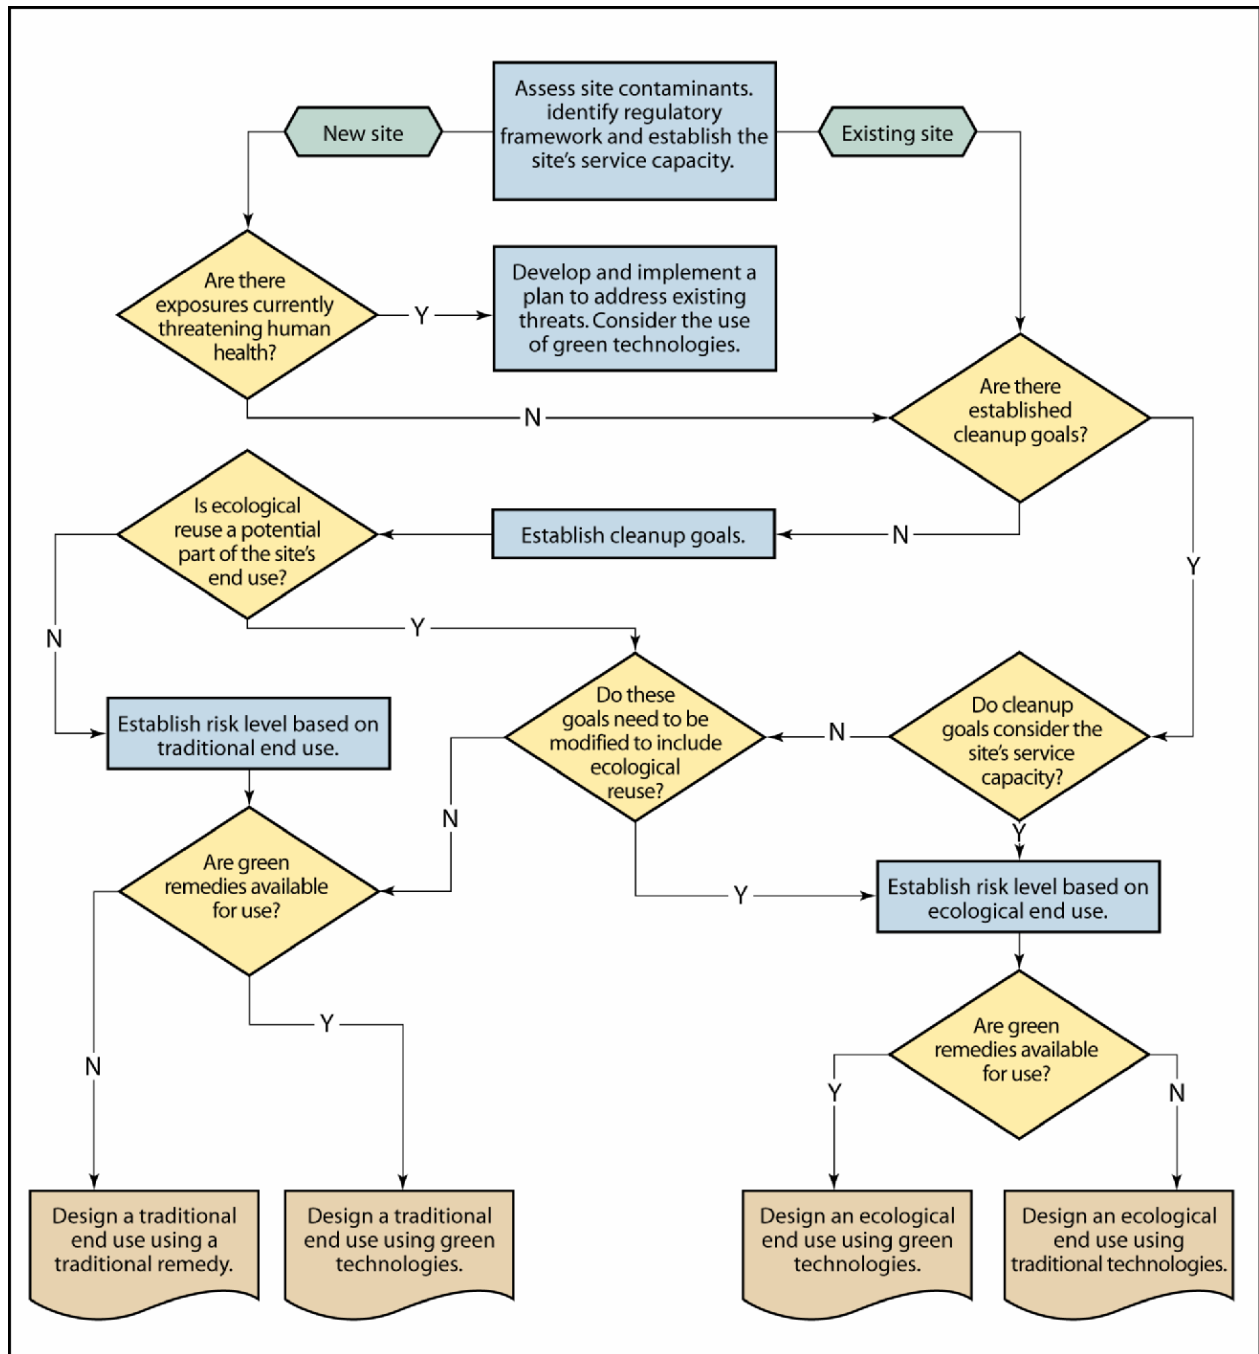 Assess site contaminants.
identify regulatory
framework and establish the
site's service capacity.
New site
Existing site
Are there
exposures currently
threatening human
health?
Y
Develop and implement a
plan to address existing
threats. Consider the use
of green technologies.
Are there
established
cleanup goals?
N
Is ecological
reuse a potential
part of the site's
end use?
Establish cleanup goals.
N
Y
N
Y
Do these
goals need to be
modified to include
ecological
reuse?
Do cleanup
goals consider the
site's service
capacity?
N
Establish risk level based on
traditional end use.
N
Y
Are green
remedies available
for use?
Y
Establish risk level based on
ecological end use.
Y
Are green
remedies available
for use?
N
Y
N
Design a traditional
end use using a
traditional remedy.
Design a traditional
end use using green
technologies.
Design an ecological
end use using green
technologies.
Design an ecological
end use using
traditional technologies.